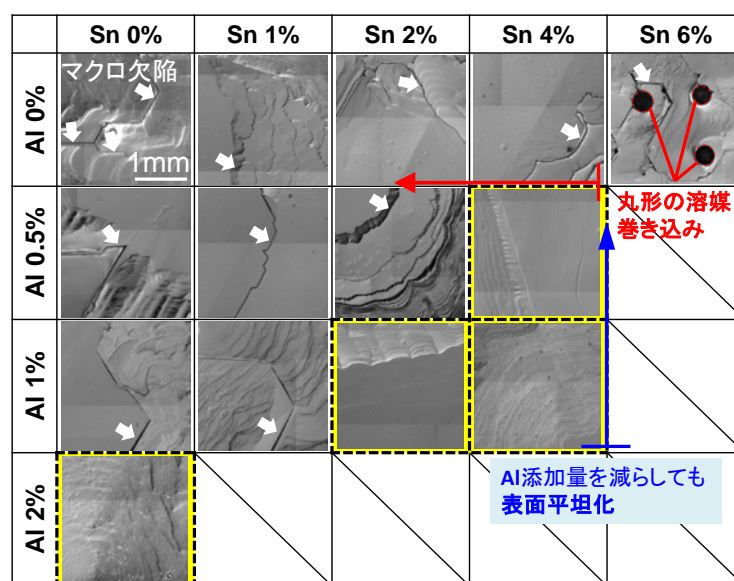 Sn 0%
Sn 1%
Sn 2%
Sn 4%
Sn 6%
Al 0%
マクロ欠陥
1mm
丸形の溶媒
巻き込み
Al 0.5%
Al 1%
Al添加量を減らしても
表面平坦化
Al 2%